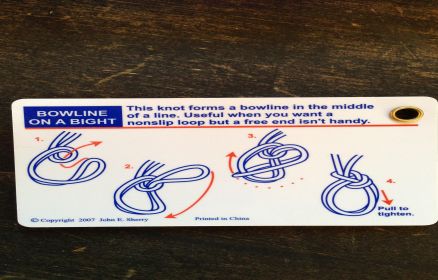 BOWLINE
ON A BIGHT
This knot forms a bowline in the middle
of a line. Useful when you want a
nonslip loop but a free end isn't handy.
1.
2.
3.
4.
Pull to
tighten.
© Copyright 2007 John E. Sherry
Printed in China